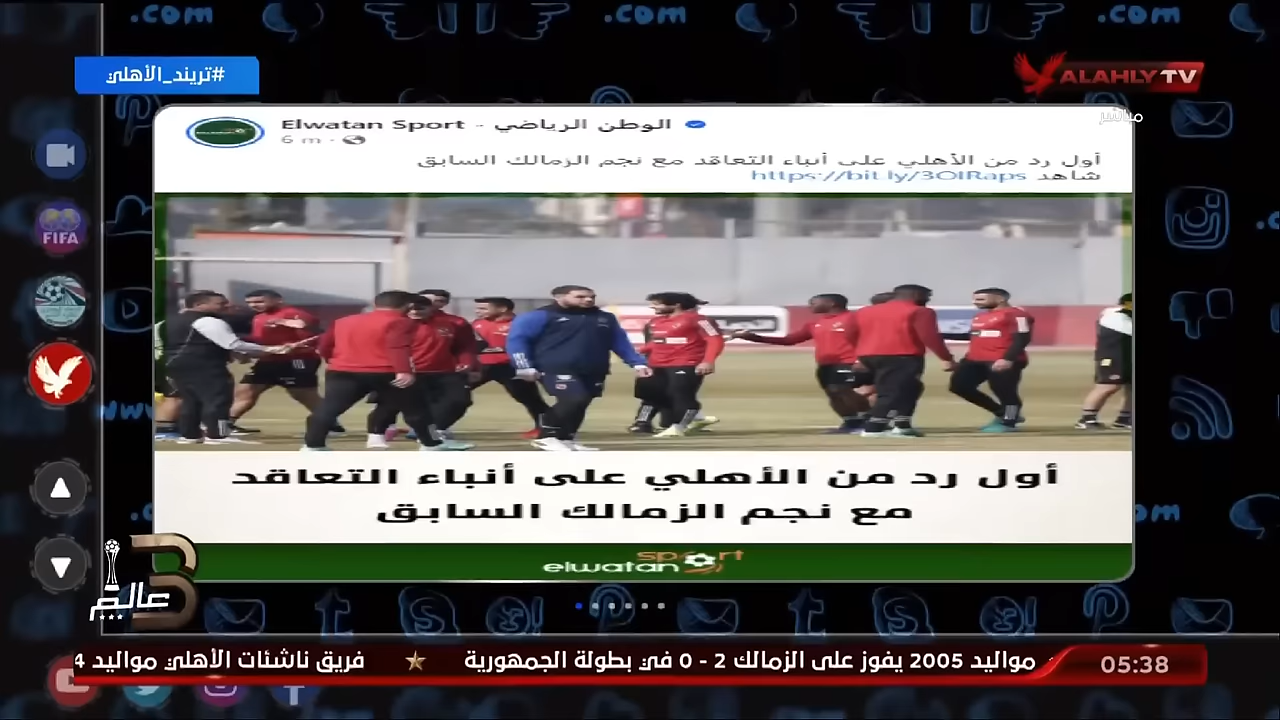 .com
.com
.com
#تريند_الأهلي
ALAHLY TV
مباشر
Elwatan Sport - الوطن الرياضي
6 m
أول رد من الأهلي على أنباء التعاقد مع نجم الزمالك السابق
شاهد https://bit.ly/3OIRaps
FIFA
أول رد من الأهلي على أنباء التعاقد
مع نجم الزمالك السابق
sport
elwatan
عالم
مواليد 2005 يفوز على الزمالك 2 - 0 في بطولة الجمهورية ★ فريق ناشئات الأهلي مواليد 4
05:38